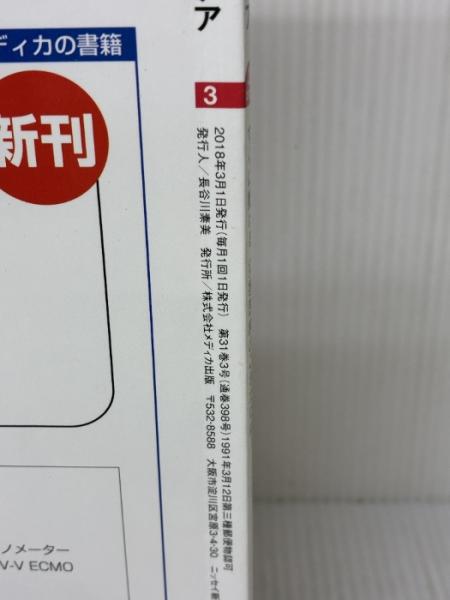 ディカの書籍
新刊
ア
3
2018年3月1日発行(毎月1回1日発行) 第31巻3号(通巻398号)1991年3月12日第三種郵便物認可
発行人/長谷川素美 発行所/株式会社メディカ出版 〒532-8588 大阪市淀川区宮原3-4-30 ニッセイ新
ノメーター
V-V ECMO